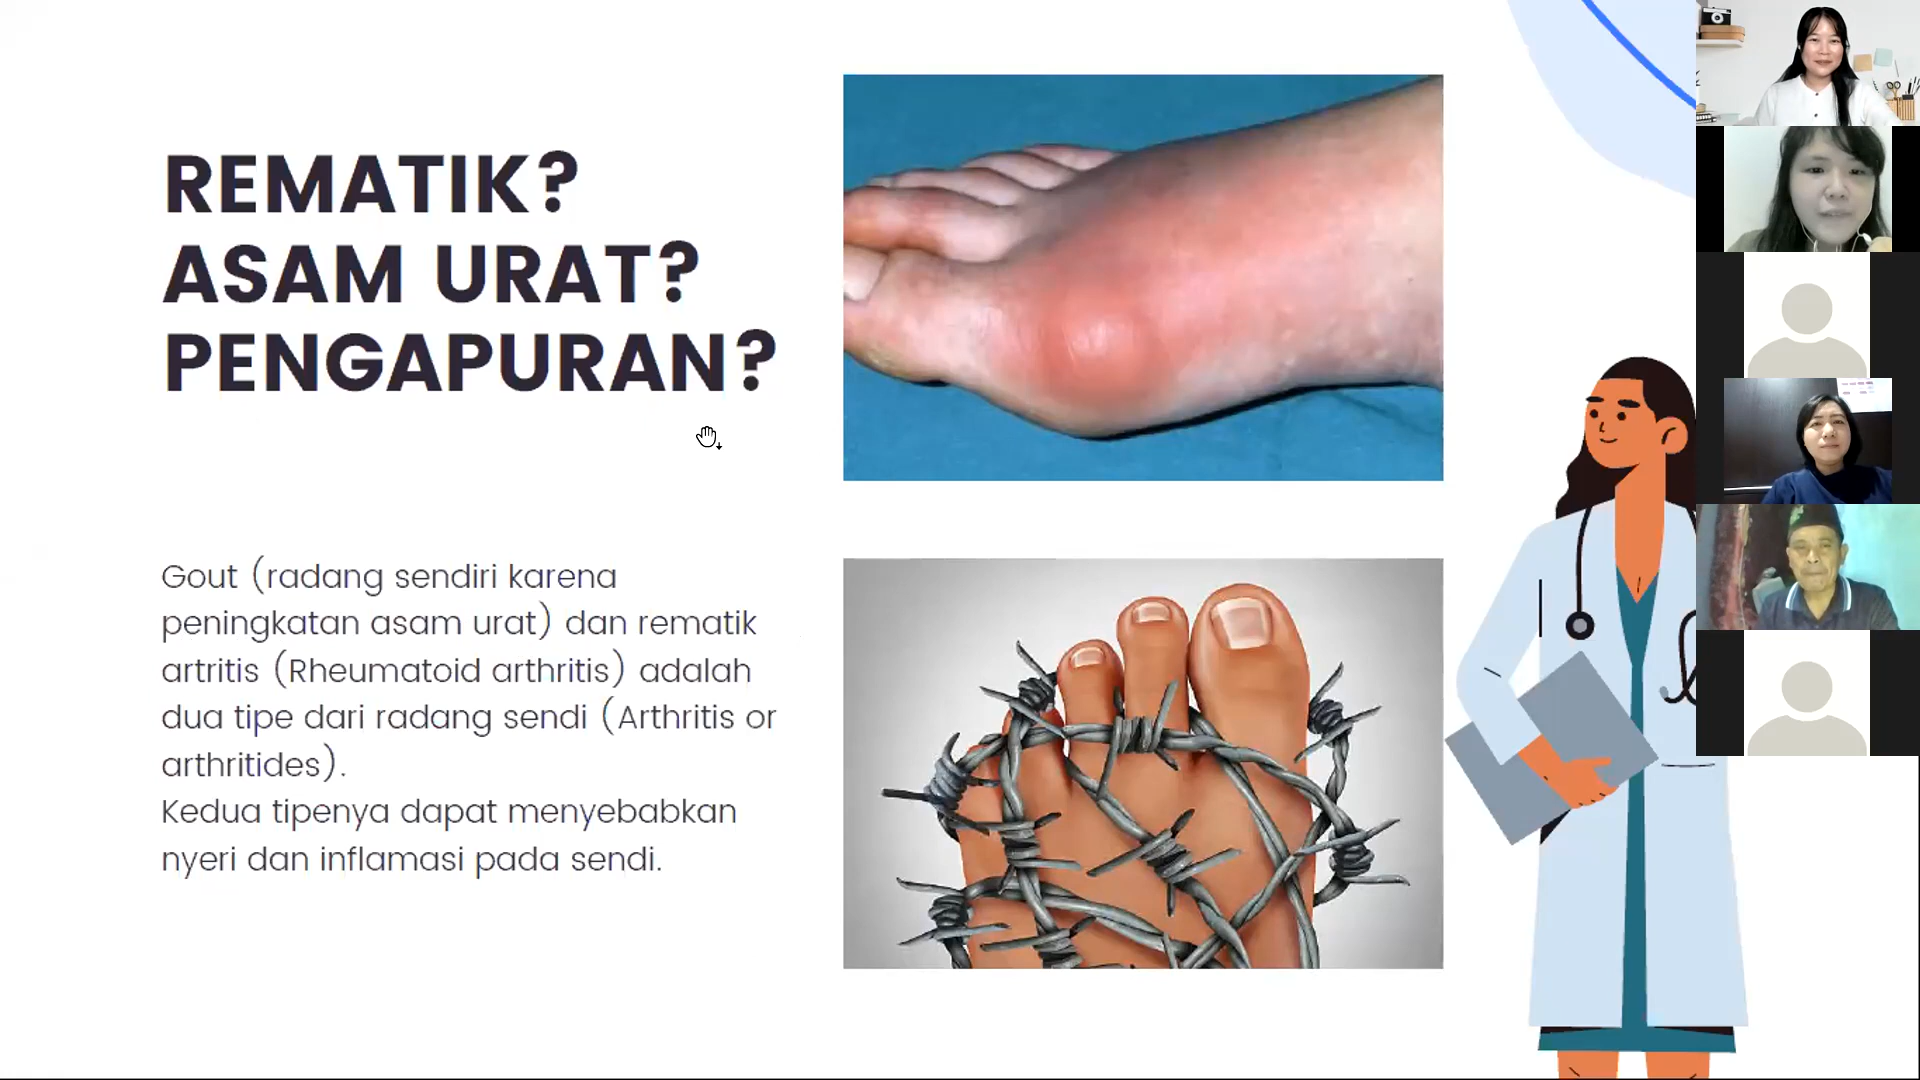 REMATIK?
ASAM URAT?
PENGAPURAN?
Gout (radang sendiri karena
peningkatan asam urat) dan rematik
artritis (Rheumatoid arthritis) adalah
dua tipe dari radang sendi (Arthritis or
arthritides).
Kedua tipenya dapat menyebabkan
nyeri dan inflamasi pada sendi.